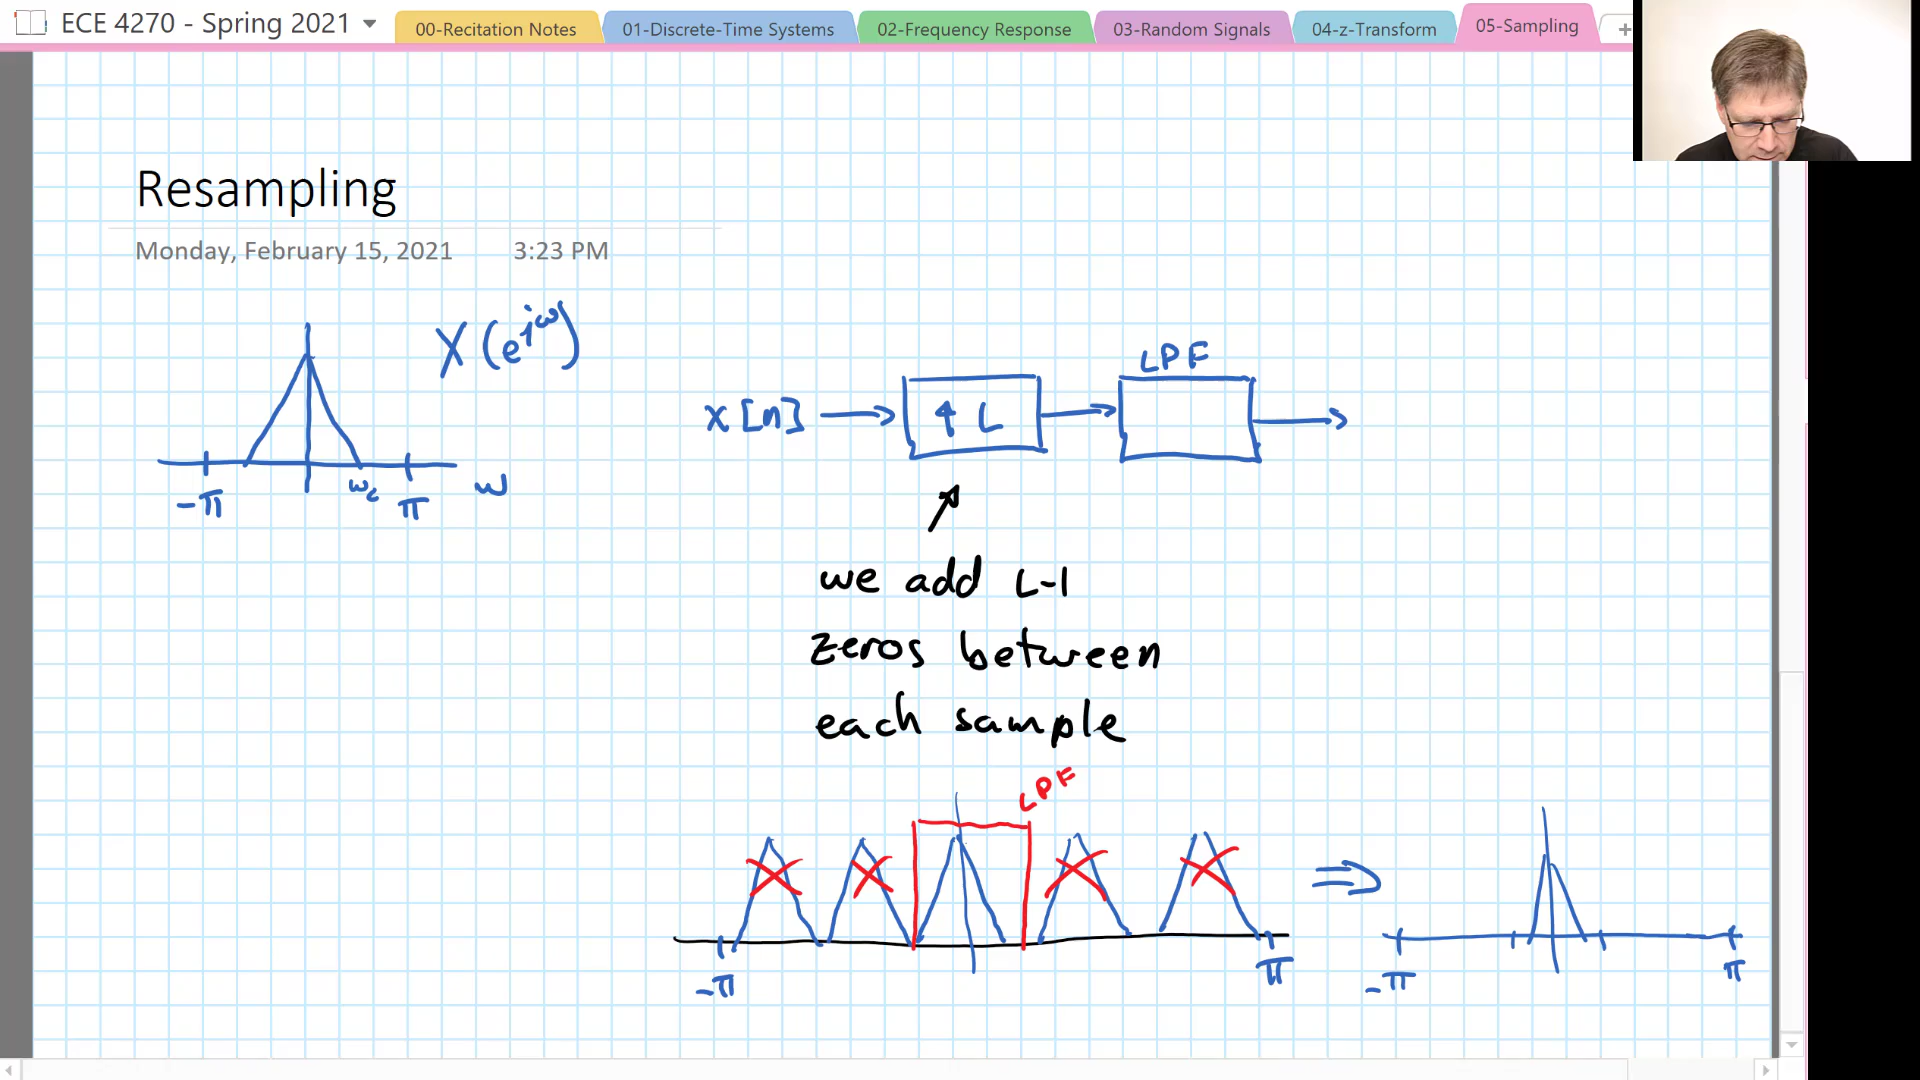 ECE 4270 - Spring 2021
00-Recitation Notes
01-Discrete-Time Systems
02-Frequency Response
03-Random Signals
04-z-Transform
05-Sampling
+
Resampling
Monday, February 15, 2021 3:23 PM
X(e^jω)
-π ω_c π ω
x[n] → ↑L → LPF →
we add L-1
zeros between
each sample
LPF
-π π ⇒ -π π